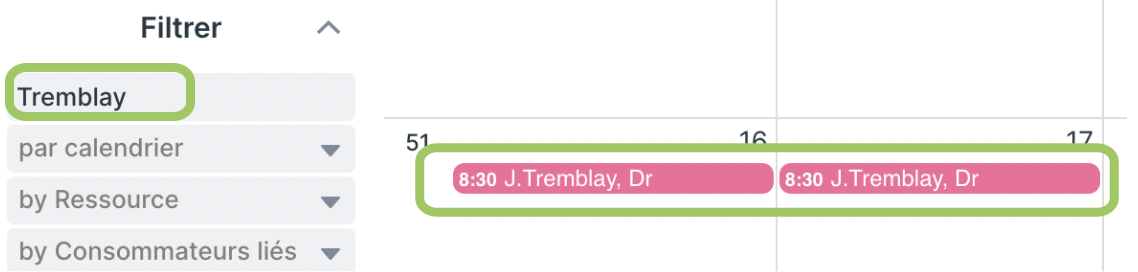 Filtrer
Tremblay
par calendrier
by Ressource
by Consommateurs liés
51 16 17
8:30 J.Tremblay, Dr 8:30 J.Tremblay, Dr